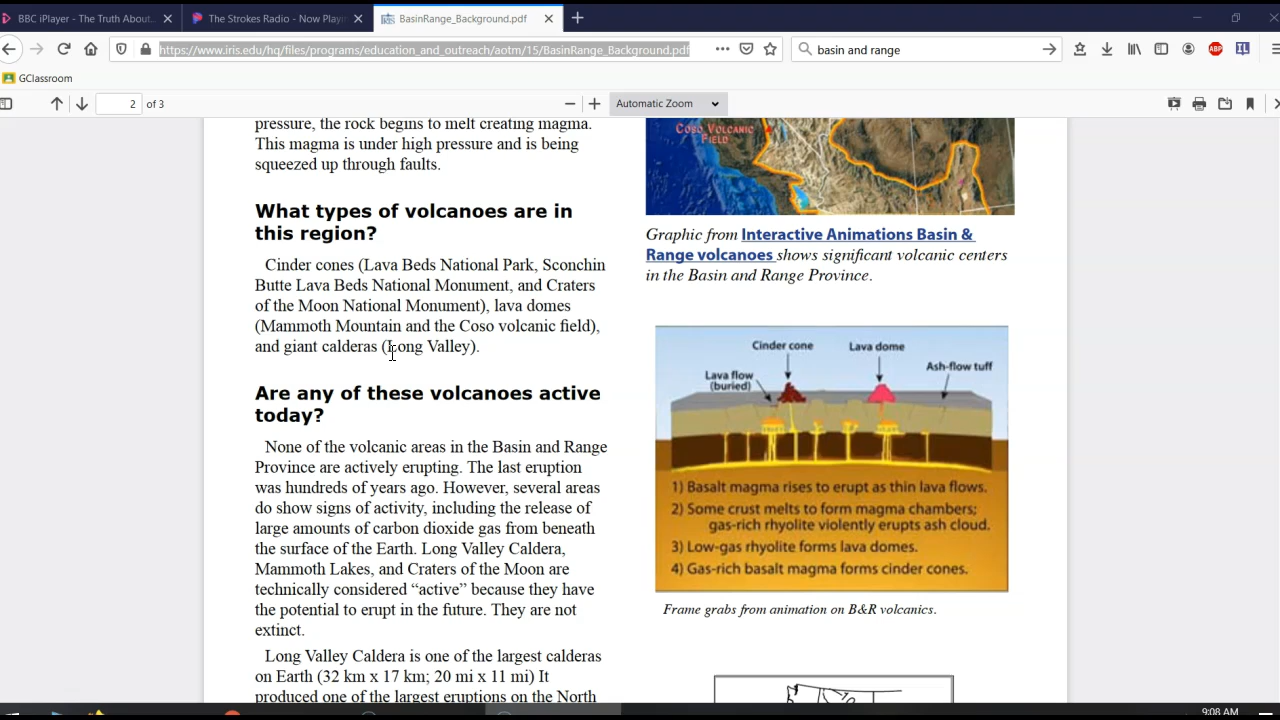 BBC iPlayer - The Truth About
The Strokes Radio - Now Playin
BasinRange_Background.pdf
https://www.iris.edu/hq/files/programs/education_and_outreach/aotm/15/BasinRange_Background.pdf
basin and range
ABP
IL
GClassroom
2 of 3
Automatic Zoom
pressure, the rock begins to melt creating magma.
This magma is under high pressure and is being
squeezed up through faults.
What types of volcanoes are in
this region?
Cinder cones (Lava Beds National Park, Sconchin
Butte Lava Beds National Monument, and Craters
of the Moon National Monument), lava domes
(Mammoth Mountain and the Coso volcanic field),
and giant calderas (Long Valley).
Are any of these volcanoes active
today?
None of the volcanic areas in the Basin and Range
Province are actively erupting. The last eruption
was hundreds of years ago. However, several areas
do show signs of activity, including the release of
large amounts of carbon dioxide gas from beneath
the surface of the Earth. Long Valley Caldera,
Mammoth Lakes, and Craters of the Moon are
technically considered “active” because they have
the potential to erupt in the future. They are not
extinct.
Long Valley Caldera is one of the largest calderas
on Earth (32 km x 17 km; 20 mi x 11 mi) It
produced one of the largest eruptions on the North
Coso Volcanic
Field
Graphic from Interactive Animations Basin &
Range volcanoes shows significant volcanic centers
in the Basin and Range Province.
Cinder cone
Lava dome
Ash-flow tuff
Lava flow
(buried)
1) Basalt magma rises to erupt as thin lava flows.
2) Some crust melts to form magma chambers;
gas-rich rhyolite violently erupts ash cloud.
3) Low-gas rhyolite forms lava domes.
4) Gas-rich basalt magma forms cinder cones.
Frame grabs from animation on B&R volcanics.
9:08 AM